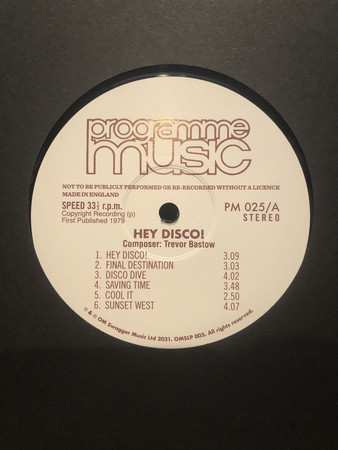 programme
music
NOT TO BE PUBLICLY PERFORMED OR RE-RECORDED WITHOUT A LICENCE
MADE IN ENGLAND
SPEED 33⅓ r.p.m.
Copyright Recording (p)
First Published 1979
PM 025/A
STEREO
HEY DISCO!
Composer: Trevor Bastow
1. HEY DISCO! 3.09
2. FINAL DESTINATION 3.03
3. DISCO DIVE 4.02
4. SAVING TIME 3.48
5. COOL IT 2.50
6. SUNSET WEST 4.07
℗ & © OM Swagger Music Ltd 2021. OMSLP 005. All rights reserved.